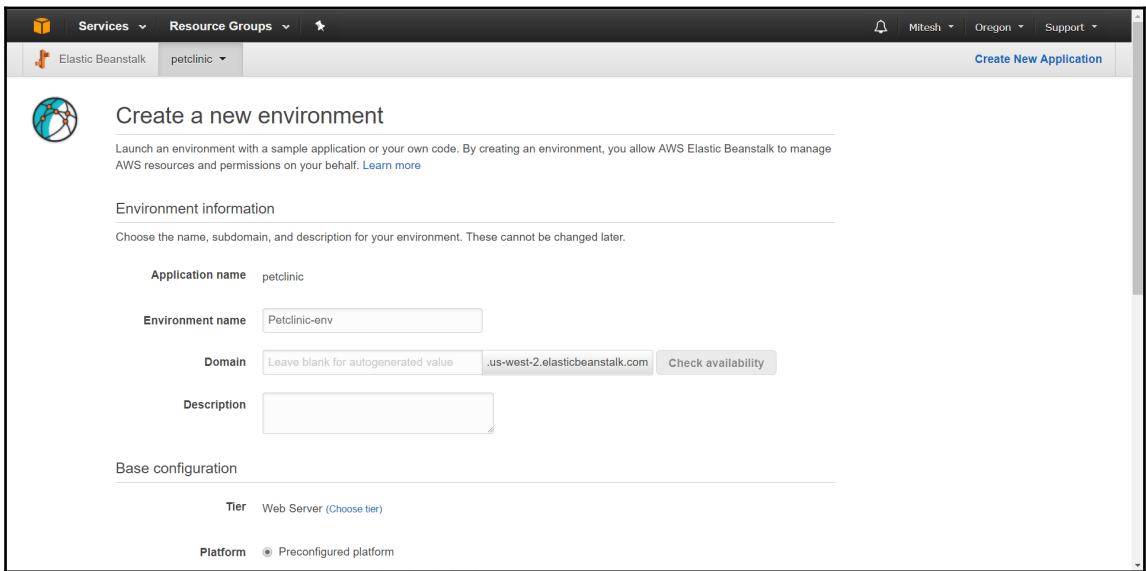 Services Resource Groups Mitesh Oregon Support
Elastic Beanstalk petclinic Create New Application
Create a new environment
Launch an environment with a sample application or your own code. By creating an environment, you allow AWS Elastic Beanstalk to manage
AWS resources and permissions on your behalf. Learn more
Environment information
Choose the name, subdomain, and description for your environment. These cannot be changed later.
Application name petclinic
Environment name Petclinic-env
Domain Leave blank for autogenerated value .us-west-2.elasticbeanstalk.com Check availability
Description
Base configuration
Tier Web Server (Choose tier)
Platform Preconfigured platform